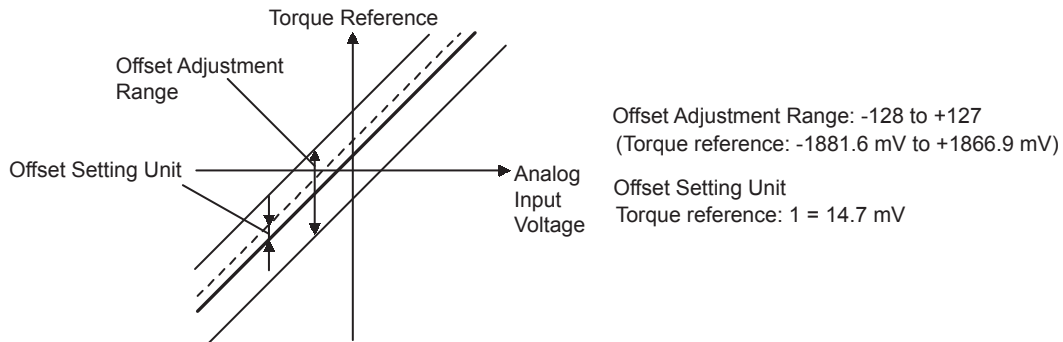 Torque Reference
Offset Adjustment
Range
Offset Setting Unit
Analog
Input
Voltage
Offset Adjustment Range: -128 to +127
(Torque reference: -1881.6 mV to +1866.9 mV)
Offset Setting Unit
Torque reference: 1 = 14.7 mV